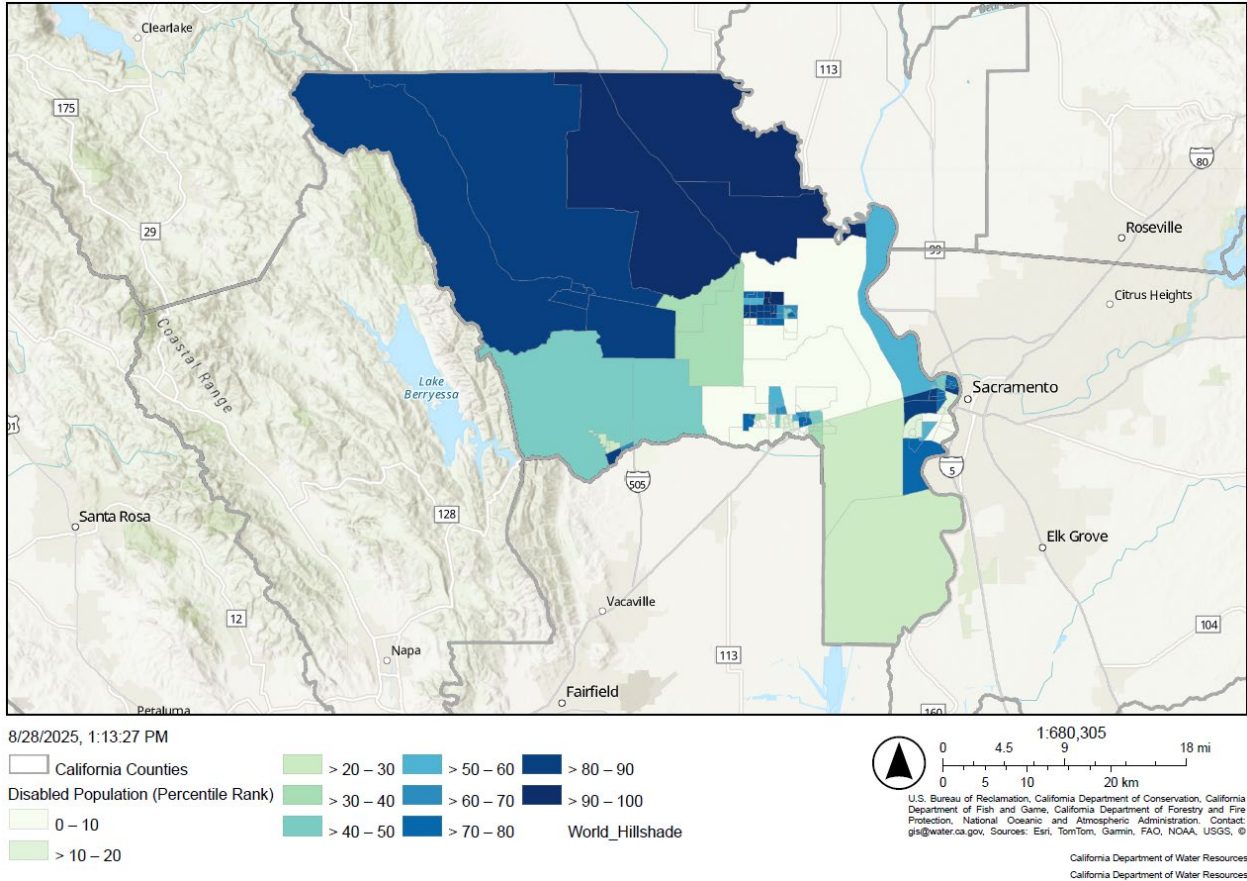 Clearlake
113
175
80
29
Roseville
99
Citrus Heights
Coastal Range
Lake
Berryessa
Sacramento
505
5
128
Santa Rosa
Elk Grove
Vacaville
12
113
104
Napa
Fairfield
Petaluma
160
8/28/2025, 1:13:27 PM
California Counties
Disabled Population (Percentile Rank)
0 – 10
> 10 – 20
> 20 – 30
> 30 – 40
> 40 – 50
> 50 – 60
> 60 – 70
> 70 – 80
> 80 – 90
> 90 – 100
World_Hillshade
1:680,305
0 4.5 9 18 mi
0 5 10 20 km
U.S. Bureau of Reclamation, California Department of Conservation, California
Department of Fish and Game, California Department of Forestry and Fire
Protection, National Oceanic and Atmospheric Administration. Contact:
gis@water.ca.gov, Sources: Esri, TomTom, Garmin, FAO, NOAA, USGS, ©
California Department of Water Resources
California Department of Water Resources